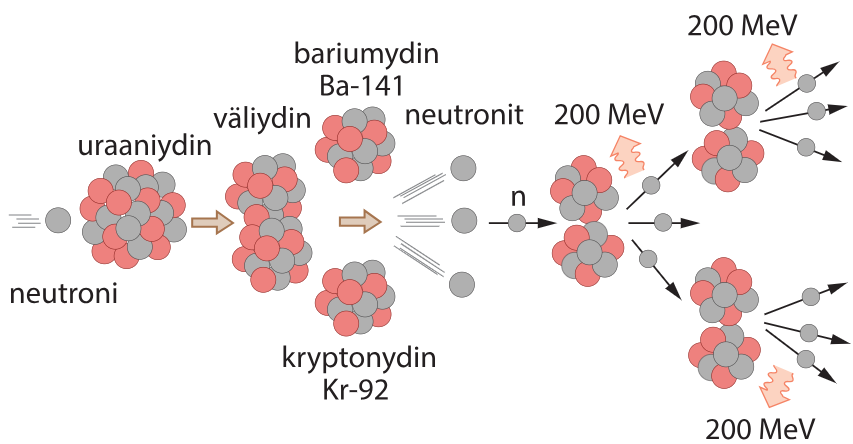 neutroni
uraaniydin
väliydin
bariumydin
Ba-141
kryptonydin
Kr-92
neutronit
n
200 MeV
200 MeV
200 MeV